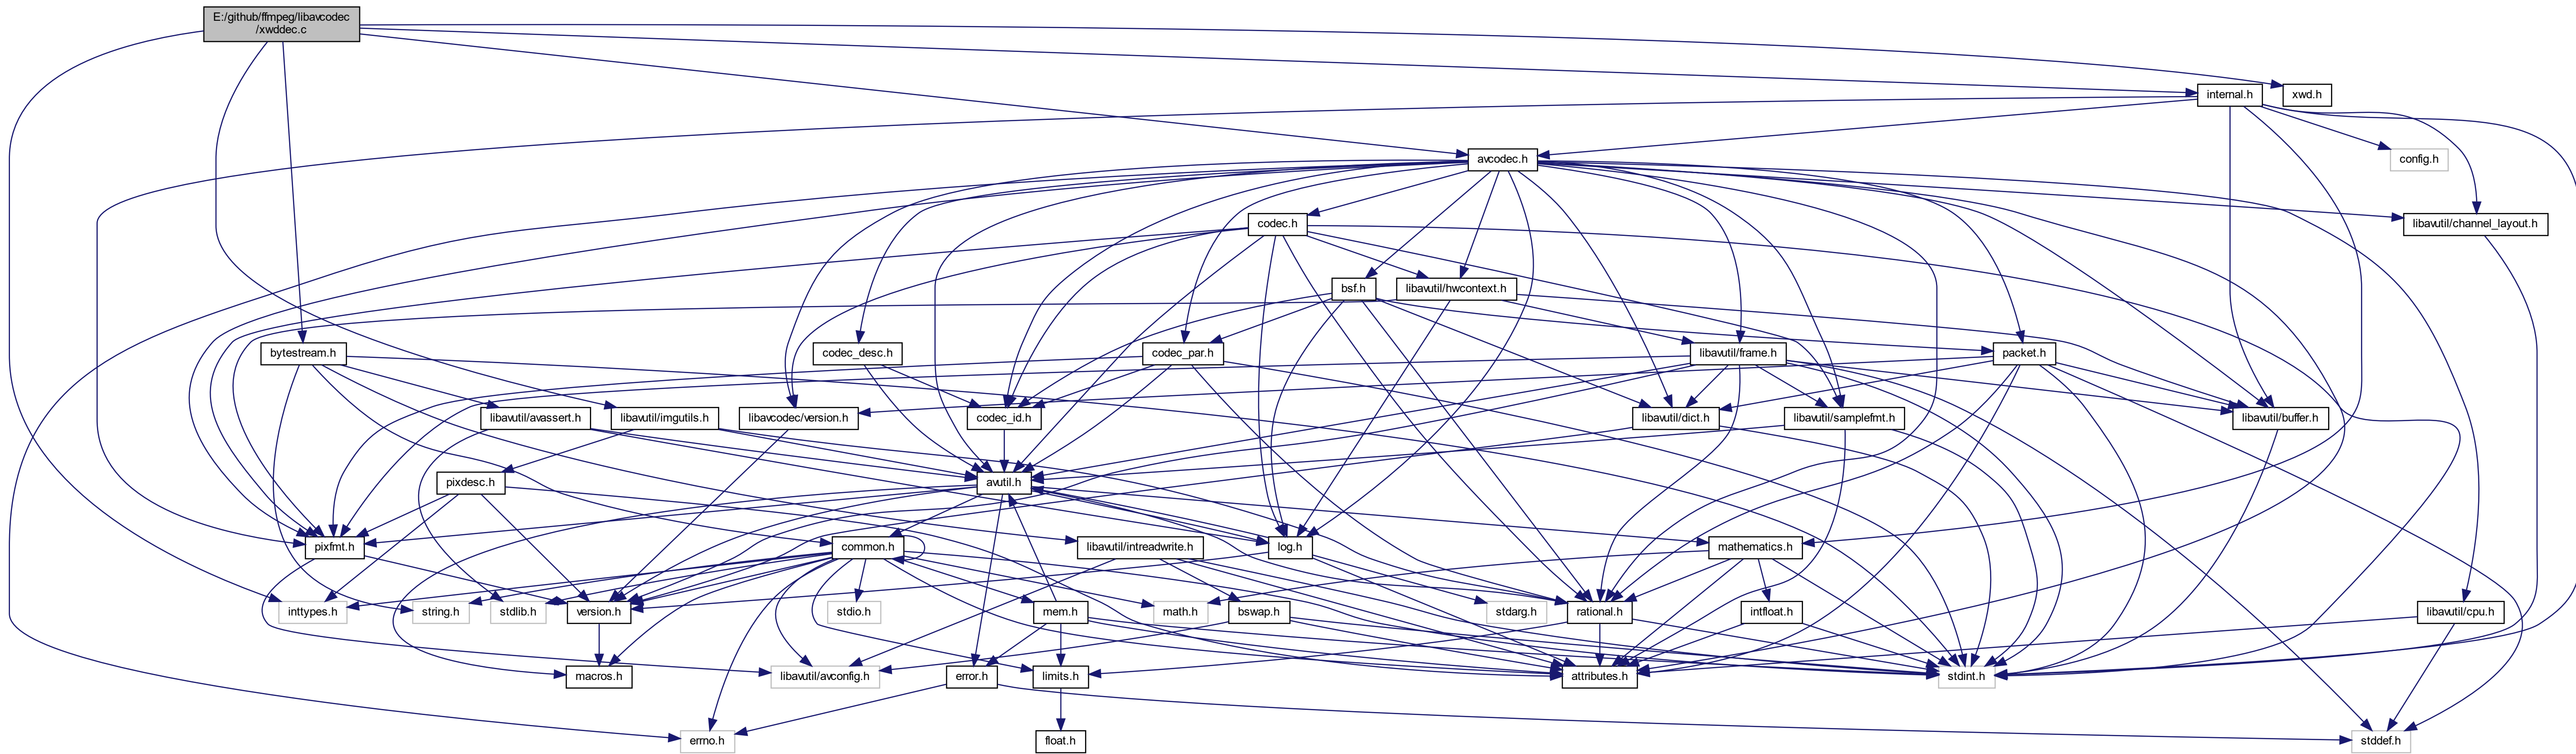 E:/github/ffmpeg/libavcodec
/xwddec.c
internal.h
xwd.h
avcodec.h
config.h
codec.h
libavutil/channel_layout.h
bsf.h
libavutil/hwcontext.h
bytestream.h
codec_desc.h
codec_par.h
libavutil/frame.h
packet.h
libavutil/avassert.h
libavutil/imgutils.h
libavcodec/version.h
codec_id.h
libavutil/dict.h
libavutil/samplefmt.h
libavutil/buffer.h
pixdesc.h
avutil.h
pixfmt.h
common.h
libavutil/intreadwrite.h
log.h
mathematics.h
inttypes.h
string.h
stdlib.h
version.h
stdio.h
mem.h
math.h
bswap.h
stdarg.h
rational.h
intfloat.h
libavutil/cpu.h
macros.h
libavutil/avconfig.h
error.h
limits.h
attributes.h
stdint.h
errno.h
float.h
stddef.h